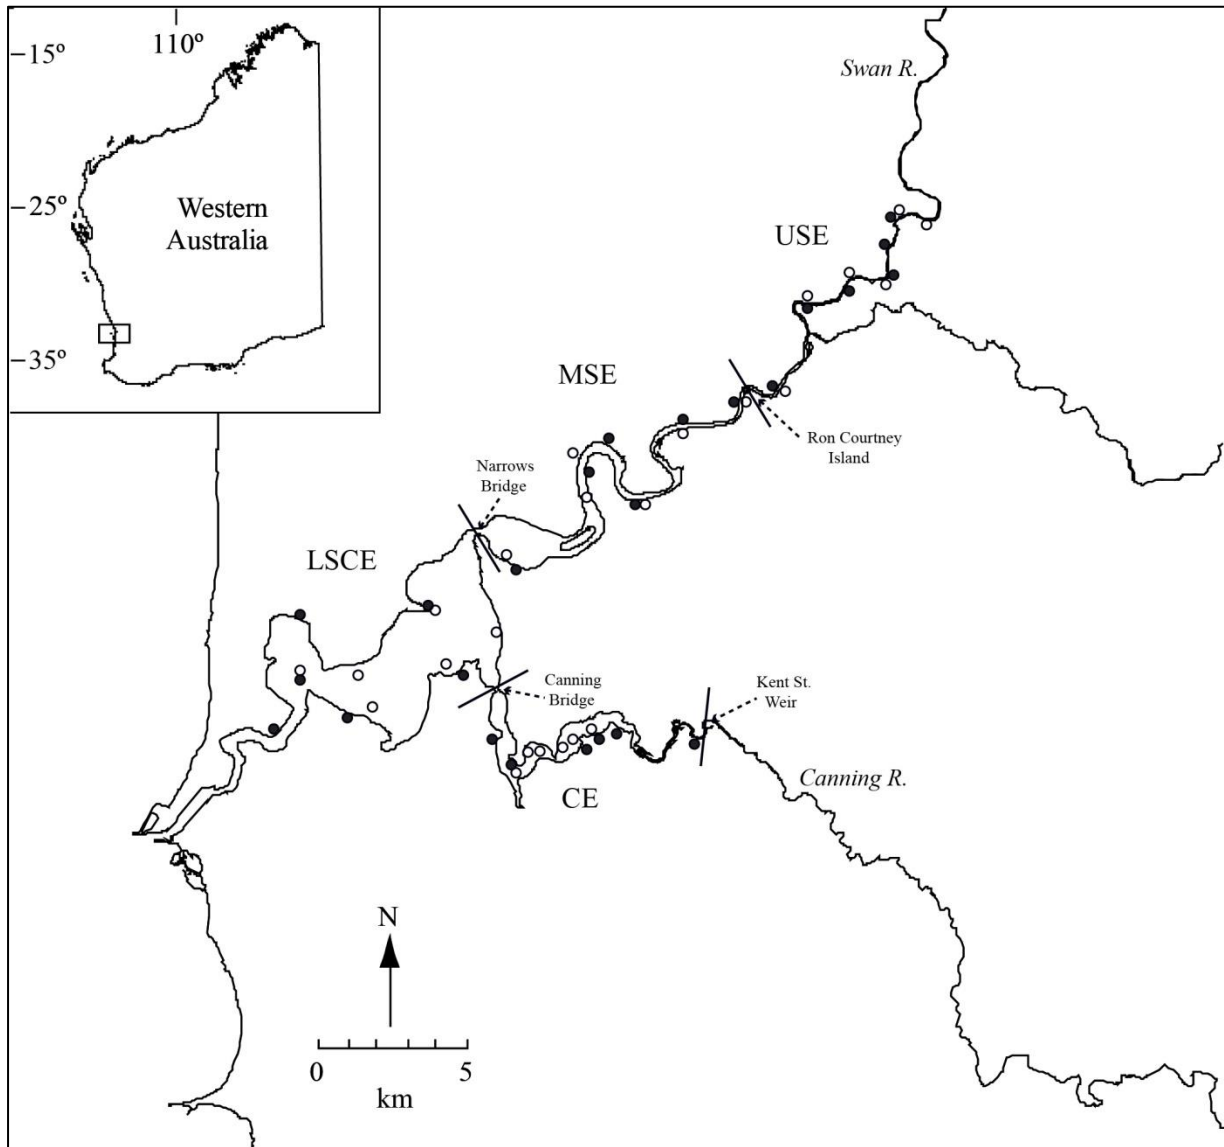 110º
15º
Swan R.
25º
Western
Australia
USE
35º
MSE
Ron Courtney
Island
Narrows
Bridge
LSCE
Canning
Bridge
Kent St.
Weir
Canning R.
CE
N
0
5
km